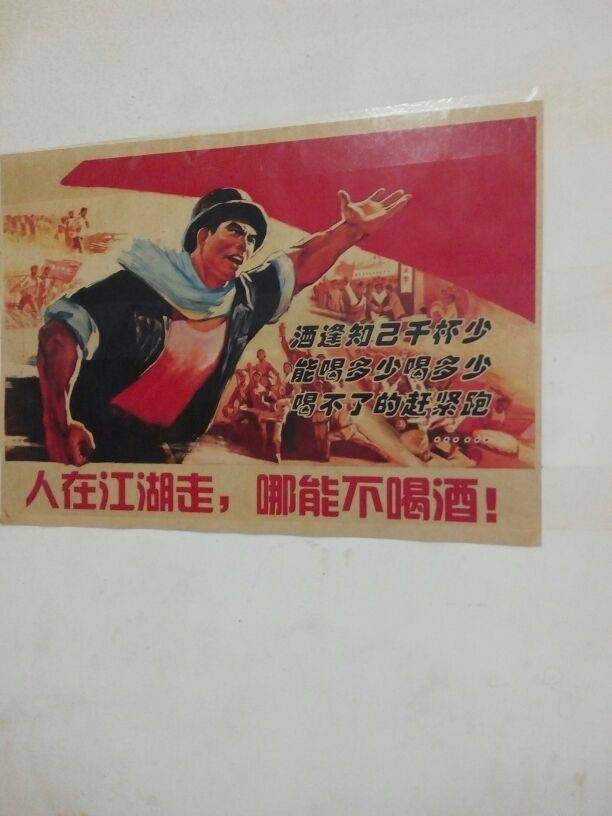 酒逢知己千杯少
能喝多少喝多少
喝不了的赶紧跑
……
人在江湖走，哪能不喝酒！